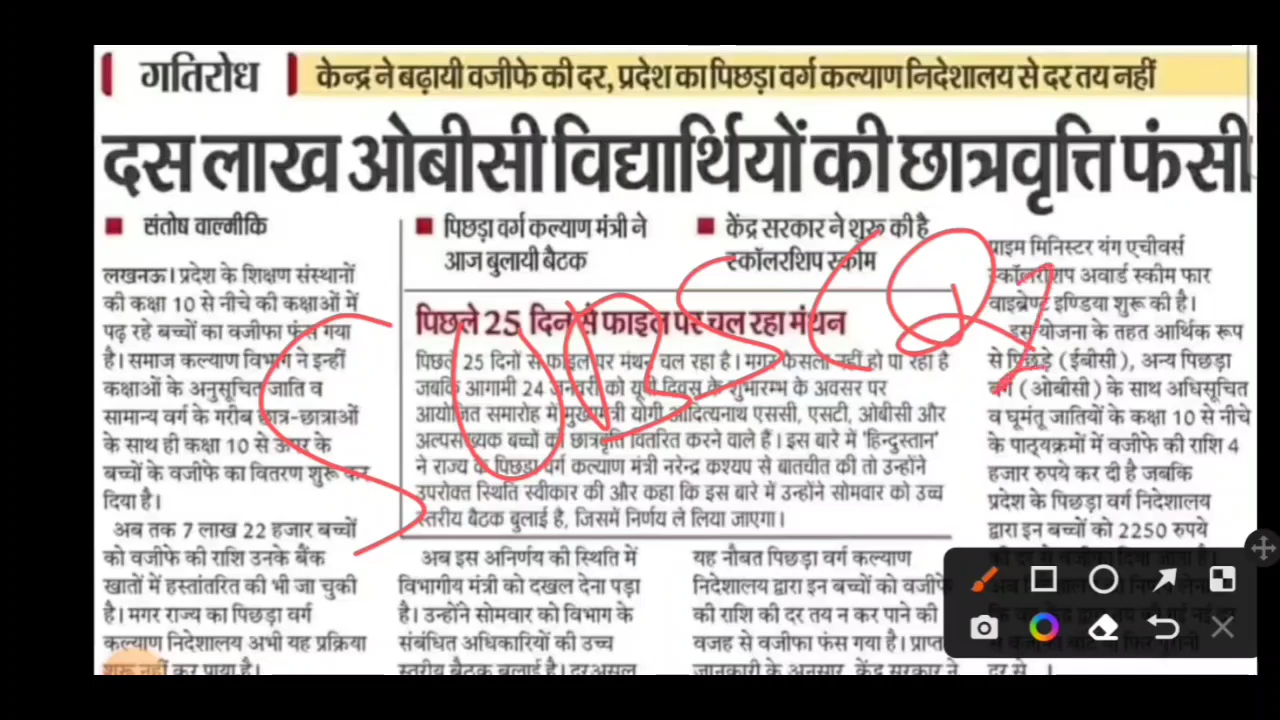 गतिरोध
केन्द्र ने बढ़ायी वजीफे की दर, प्रदेश का पिछड़ा वर्ग कल्याण निदेशालय से दर तय नहीं
दस लाख ओबीसी विद्यार्थियों की छात्रवृत्ति फंसी
संतोष वाल्मीकि
लखनऊ। प्रदेश के शिक्षण संस्थानों
की कक्षा 10 से नीचे की कक्षाओं में
पढ़ रहे बच्चों का वजीफा फंस गया
है। समाज कल्याण विभाग ने इन्हीं
कक्षाओं के अनुसूचित जाति व
सामान्य वर्ग के गरीब छात्र-छात्राओं
के साथ ही कक्षा 10 से ऊपर के
बच्चों के वजीफे का वितरण शुरू कर
दिया है।
अब तक 7 लाख 22 हजार बच्चों
को वजीफे की राशि उनके बैंक
खातों में हस्तांतरित की भी जा चुकी
है। मगर राज्य का पिछड़ा वर्ग
कल्याण निदेशालय अभी यह प्रक्रिया
शुरू नहीं कर पाया है।
पिछड़ा वर्ग कल्याण मंत्री ने
आज बुलायी बैठक
केंद्र सरकार ने शुरू की है
स्कॉलरशिप स्कीम
पिछले 25 दिन से फाइल पर चल रहा मंथन
पिछले 25 दिनों से फाइल पर मंथन चल रहा है। मगर फैसला नहीं हो पा रहा है
जबकि आगामी 24 जनवरी को यूपी दिवस के शुभारम्भ के अवसर पर
आयोजित समारोह में मुख्यमंत्री योगी आदित्यनाथ एससी, एसटी, ओबीसी और
अल्पसंख्यक बच्चों को छात्रवृत्ति वितरित करने वाले हैं। इस बारे में 'हिन्दुस्तान'
ने राज्य के पिछड़ा वर्ग कल्याण मंत्री नरेन्द्र कश्यप से बातचीत की तो उन्होंने
उपरोक्त स्थिति स्वीकार की और कहा कि इस बारे में उन्होंने सोमवार को उच्च
स्तरीय बैठक बुलाई है, जिसमें निर्णय ले लिया जाएगा।
अब इस अनिर्णय की स्थिति में
विभागीय मंत्री को दखल देना पड़ा
है। उन्होंने सोमवार को विभाग के
संबंधित अधिकारियों की उच्च
स्तरीय बैठक बुलाई है। दरअसल
यह नौबत पिछड़ा वर्ग कल्याण
निदेशालय द्वारा इन बच्चों को वजीफे
की राशि की दर तय न कर पाने की
वजह से वजीफा फंस गया है। प्राप्त
जानकारी के अनुसार, केंद्र सरकार ने
प्राइम मिनिस्टर यंग एचीवर्स
स्कॉलरशिप अवार्ड स्कीम फार
वाइब्रेण्ट इण्डिया शुरू की है।
इस योजना के तहत आर्थिक रूप
से पिछड़े (ईबीसी), अन्य पिछड़ा
वर्ग (ओबीसी) के साथ अधिसूचित
व घूमंतू जातियों के कक्षा 10 से नीचे
के पाठ्यक्रमों में वजीफे की राशि 4
हजार रुपये कर दी है जबकि
प्रदेश के पिछड़ा वर्ग निदेशालय
द्वारा इन बच्चों को 2250 रुपये